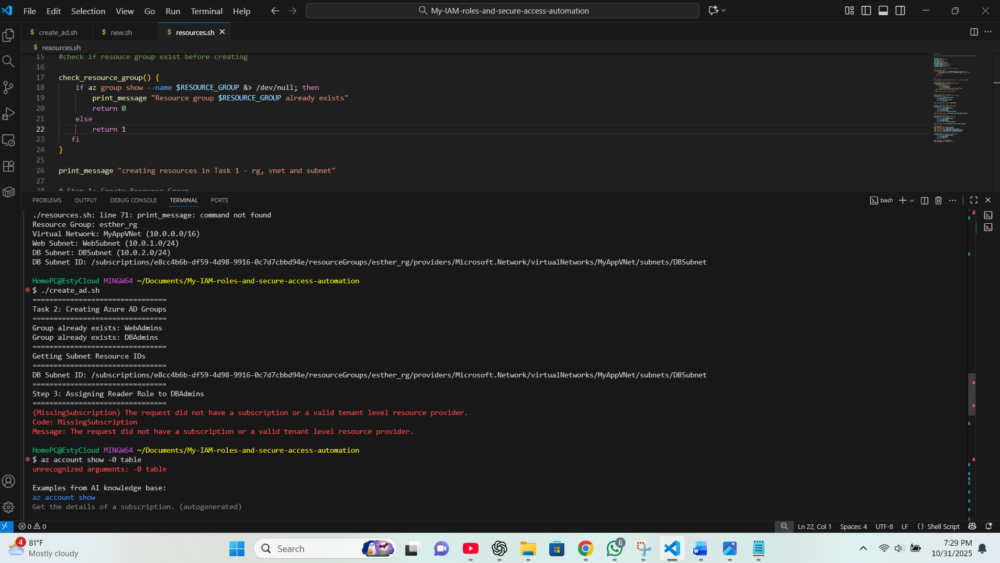 File Edit Selection View Go Run Terminal Help
My-IAM-roles-and-secure-access-automation
$ create_ad.sh
$ new.sh
$ resources.sh
$ resources.sh
15 #check if resouce group exist before creating
16
17 check_resource_group() {
18 if az group show --name $RESOURCE_GROUP &> /dev/null; then
19 print_message "Resource group $RESOURCE_GROUP already exists"
20 return 0
21 else
22 return 1
23 fi
24 }
25
26 print_message "creating resources in Task 1 - rg, vnet and subnet"
27
28 # Step 1: Create Resource Group
PROBLEMS OUTPUT DEBUG CONSOLE TERMINAL PORTS
bash
./resources.sh: line 71: print_message: command not found
Resource Group: esther_rg
Virtual Network: MyAppVNet (10.0.0.0/16)
Web Subnet: WebSubnet (10.0.1.0/24)
DB Subnet: DBSubnet (10.0.2.0/24)
DB Subnet ID: /subscriptions/e8cc4b6b-df59-4d98-9916-0c7d7cbbd94e/resourceGroups/esther_rg/providers/Microsoft.Network/virtualNetworks/MyAppVNet/subnets/DBSubnet
HomePC@EstyCloud MINGW64 ~/Documents/My-IAM-roles-and-secure-access-automation
$ ./create_ad.sh
================================
Task 2: Creating Azure AD Groups
================================
Group already exists: WebAdmins
Group already exists: DBAdmins
================================
Getting Subnet Resource IDs
================================
DB Subnet ID: /subscriptions/e8cc4b6b-df59-4d98-9916-0c7d7cbbd94e/resourceGroups/esther_rg/providers/Microsoft.Network/virtualNetworks/MyAppVNet/subnets/DBSubnet
================================
Step 3: Assigning Reader Role to DBAdmins
================================
(MissingSubscription) The request did not have a subscription or a valid tenant level resource provider.
Code: MissingSubscription
Message: The request did not have a subscription or a valid tenant level resource provider.
HomePC@EstyCloud MINGW64 ~/Documents/My-IAM-roles-and-secure-access-automation
$ az account show -0 table
unrecognized arguments: -0 table
Examples from AI knowledge base:
az account show
Get the details of a subscription. (autogenerated)
0 0
Ln 22, Col 1 Spaces: 4 UTF-8 LF {} Shell Script
4
81°F
Mostly cloudy
Search
6
7:29 PM
10/31/2025